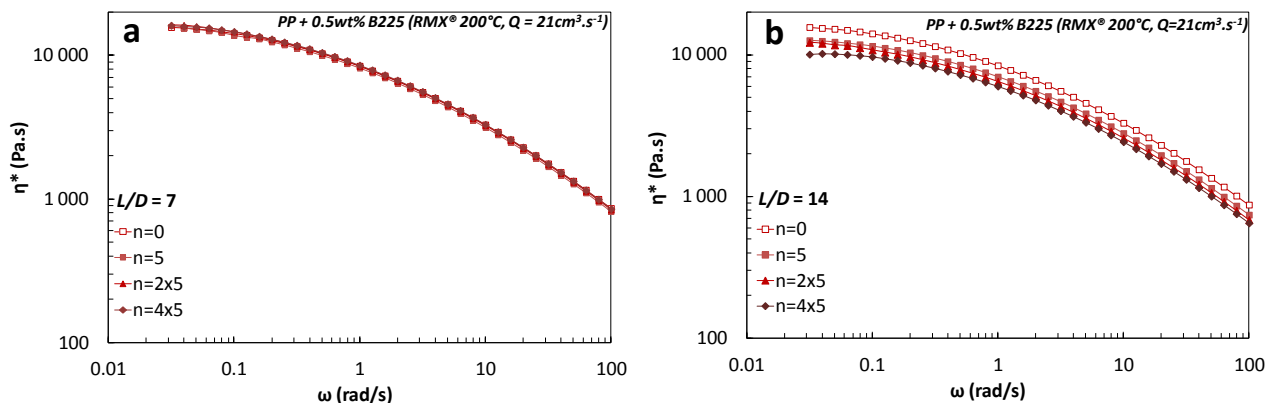 a
PP + 0.5wt% B225 (RMX® 200°C, Q = 21cm³.s⁻¹)
10 000
1 000
100
η* (Pa.s)
L/D = 7
n=0
n=5
n=2x5
n=4x5
0.01
0.1
1
10
100
ω (rad/s)
b
PP + 0.5wt% B225 (RMX® 200°C, Q=21cm³.s⁻¹)
10 000
1 000
100
η* (Pa.s)
L/D = 14
n=0
n=5
n=2x5
n=4x5
0.01
0.1
1
10
100
ω (rad/s)